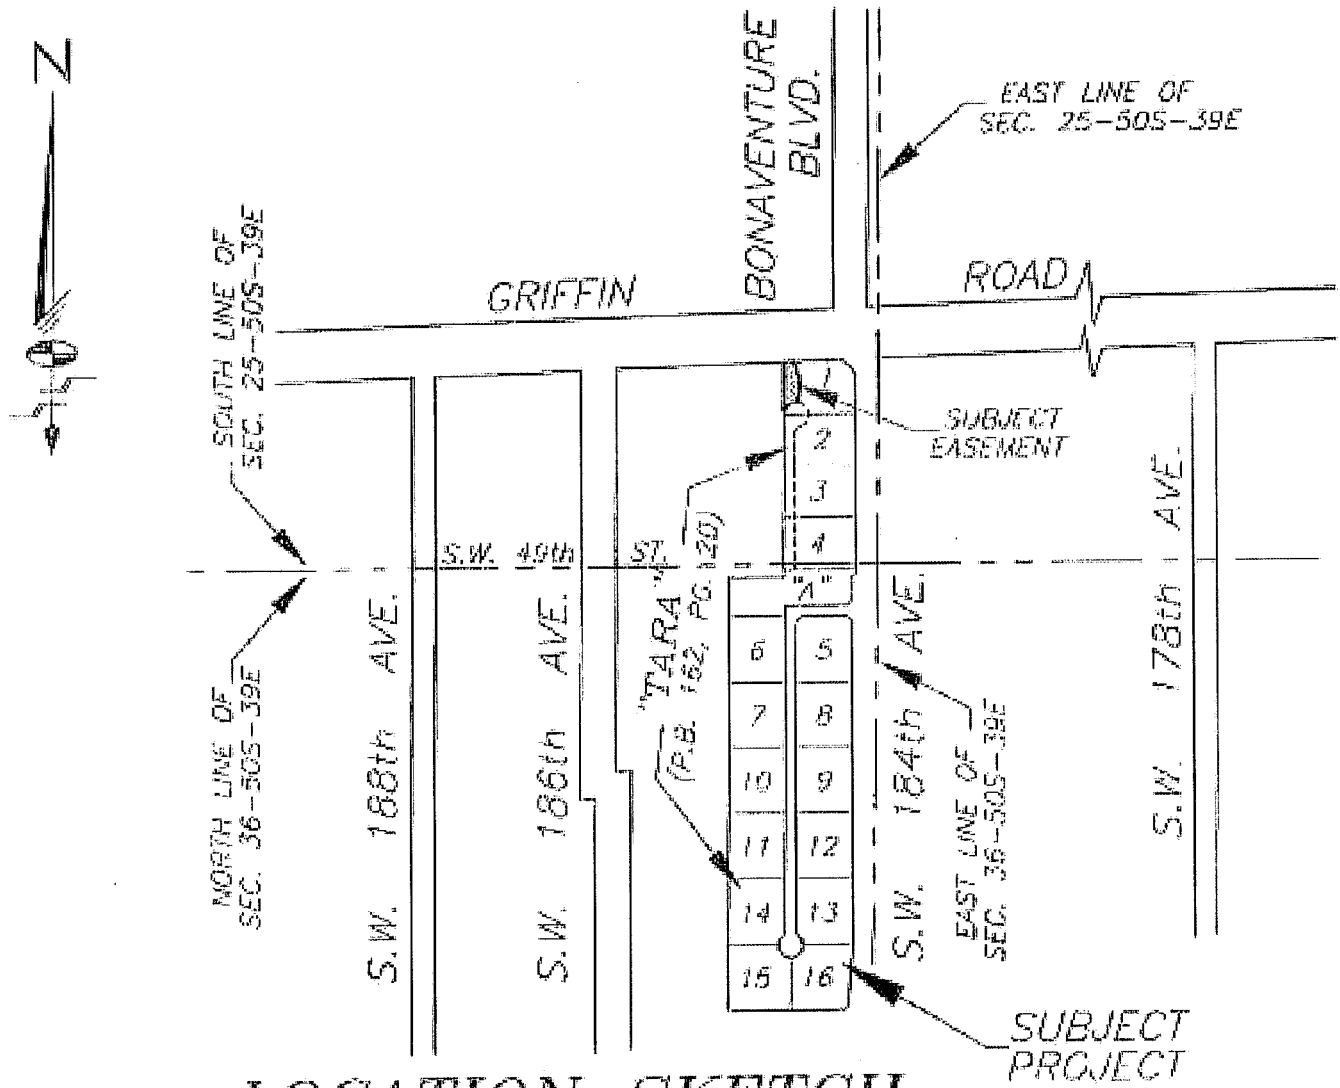 N
BONAVENTURE
BLVD.
EAST LINE OF
SEC. 25-50S-39E
SOUTH LINE OF
SEC. 25-50S-39E
GRIFFIN
ROAD
1
SUBJECT
EASEMENT
2
3
4
S.W. 49th ST.
"A"
"TARA"
(P.B. 162, PG. 120)
NORTH LINE OF
SEC. 36-50S-39E
S.W. 188th AVE.
S.W. 186th AVE.
S.W. 184th AVE.
EAST LINE OF
SEC. 36-50S-39E
S.W. 178th AVE.
6 5
7 8
10 9
11 12
14 13
15 16
SUBJECT
PROJECT
LOCATION SKETCH